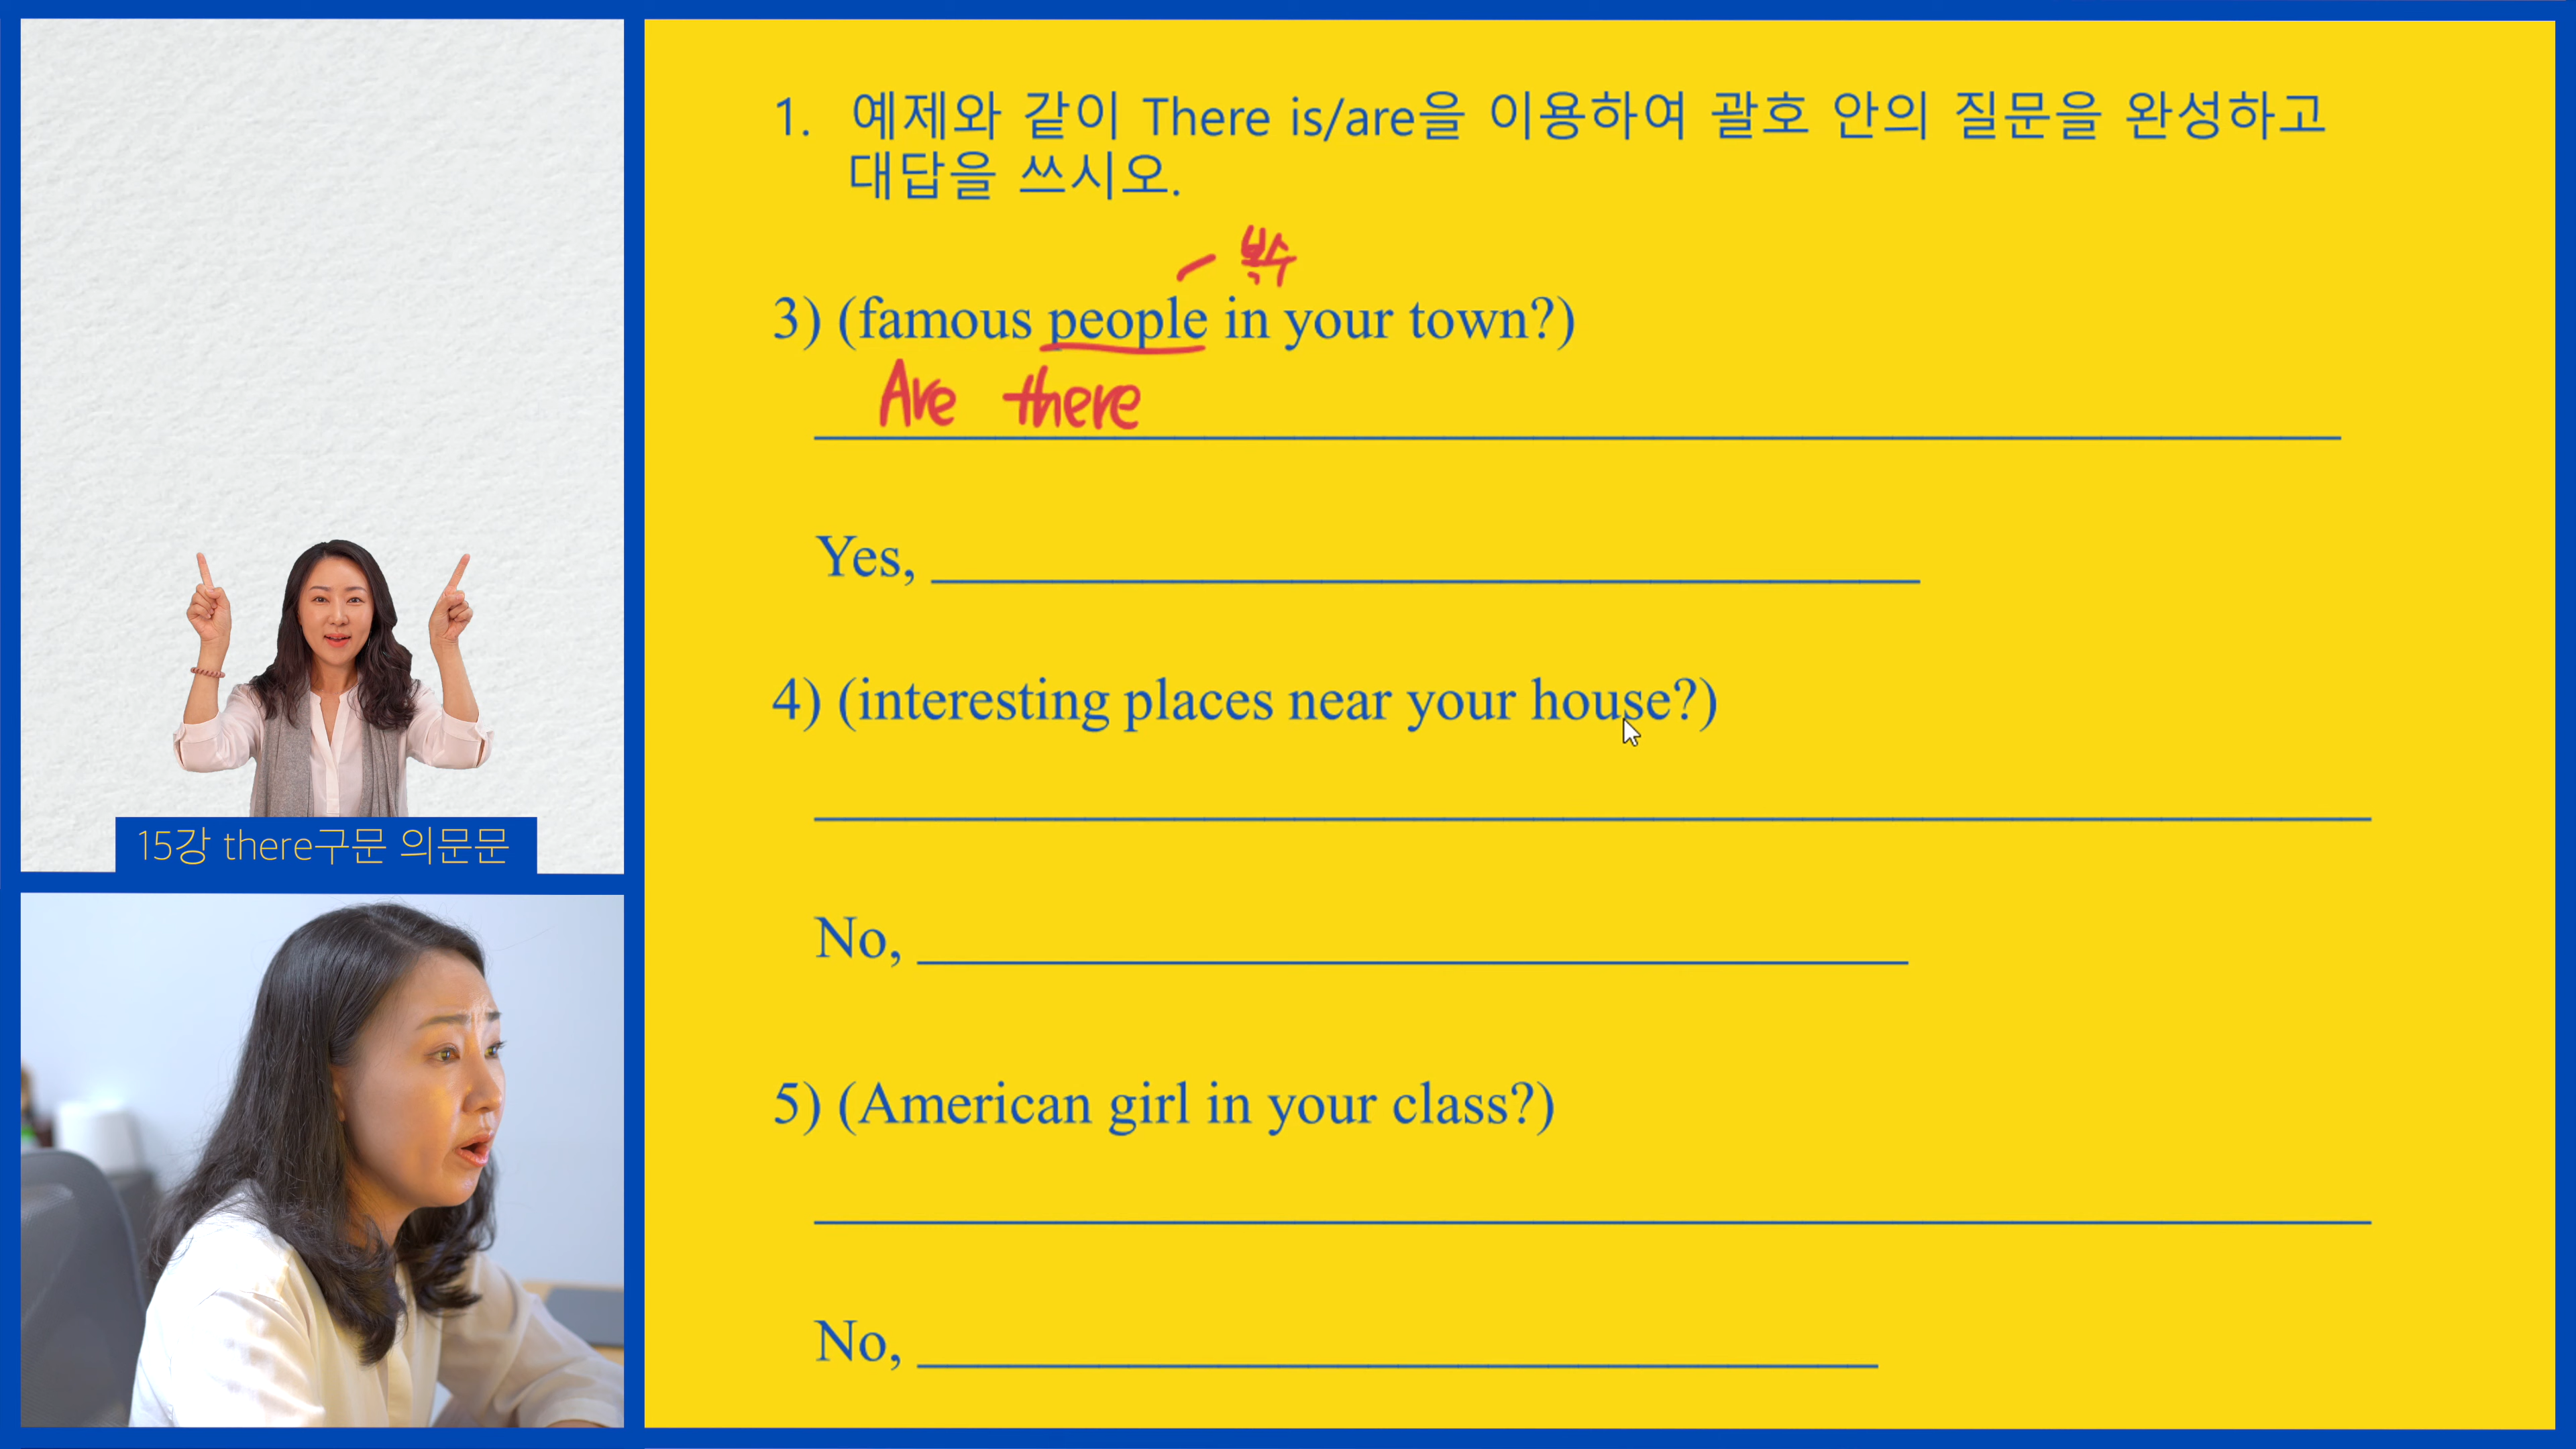 1. 예제와 같이 There is/are을 이용하여 괄호 안의 질문을 완성하고
대답을 쓰시오.
복수
3) (famous people in your town?)
Are there
Yes,
4) (interesting places near your house?)
No,
5) (American girl in your class?)
No,
15강 there구문 의문문